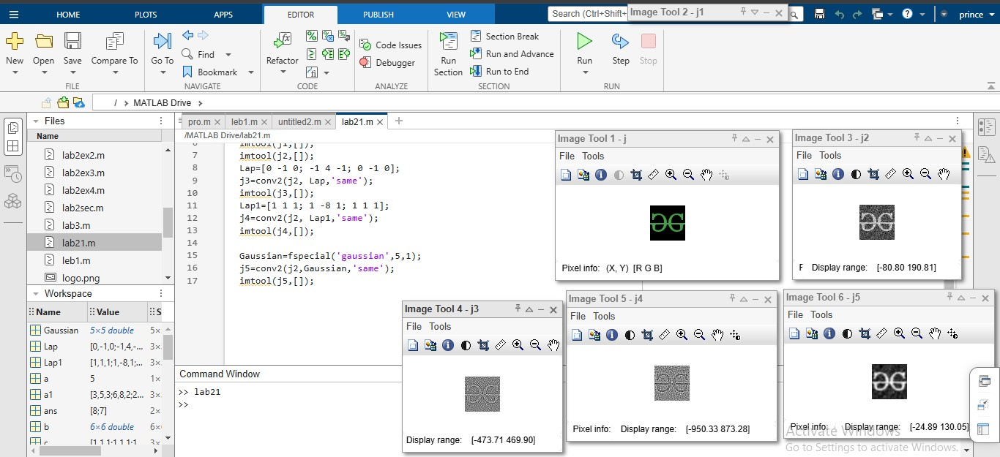 HOME PLOTS APPS EDITOR PUBLISH VIEW Search (Ctrl+Shift+ Image Tool 2 - j1 prince
New Open Save Compare To Go To Find Bookmark Refactor Code Issues Debugger Run Section Section Break Run and Advance Run to End Run Step Stop
FILE NAVIGATE CODE ANALYZE SECTION RUN
/ > MATLAB Drive >
Files
Name
lab2ex2.m
lab2ex3.m
lab2ex4.m
lab2sec.m
lab3.m
lab21.m
leb1.m
logo.png
Workspace
Name Value S
Gaussian 5×5 double 5×
Lap [0,-1,0;-1,4,-... 3×
Lap1 [1,1,1;1,-8,1;... 3×
a 5 1×
a1 [3,5,3;6,8,2;2... 3×
ans [8;7] 2×
b 6×6 double 6×
c [1,1,1;1,1,1 3×
pro.m leb1.m untitled2.m lab21.m
/MATLAB Drive/lab21.m
6 imtool(j1,[]);
7 imtool(j2,[]);
8 Lap=[0 -1 0; -1 4 -1; 0 -1 0];
9 j3=conv2(j2, Lap,'same');
10 imtool(j3,[]);
11 Lap1=[1 1 1; 1 -8 1; 1 1 1];
12 j4=conv2(j2, Lap1,'same');
13 imtool(j4,[]);
14
15 Gaussian=fspecial('gaussian',5,1);
16 j5=conv2(j2,Gaussian,'same');
17 imtool(j5,[]);
Command Window
>> lab21
>>
Image Tool 1 - j
File Tools
Pixel info: (X, Y) [R G B]
Image Tool 3 - j2
File Tools
F Display range: [-80.80 190.81]
Image Tool 4 - j3
File Tools
Display range: [-473.71 469.90]
Image Tool 5 - j4
File Tools
Pixel info: Display range: [-950.33 873.28]
Image Tool 6 - j5
File Tools
Pixel info: Display range: [-24.89 130.05]
Activate Windows
Go to Settings to activate Windows.